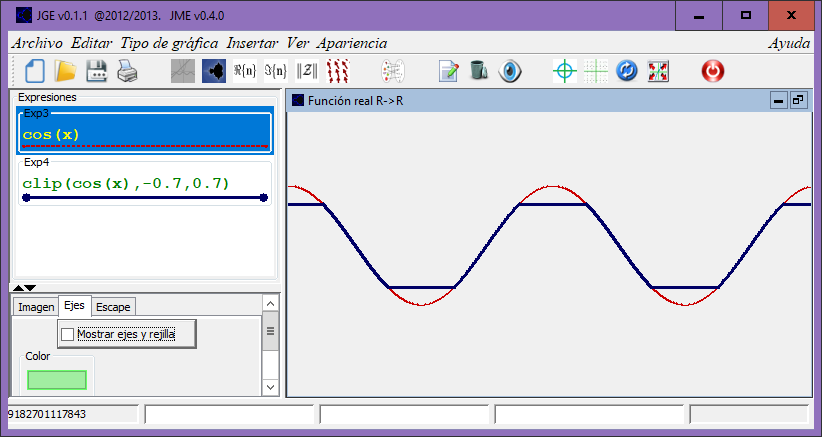 JGE v0.1.1 @2012/2013. JME v0.4.0
Archivo Editar Tipo de gráfica Insertar Ver Apariencia Ayuda
ℜ{n} ℑ{n} ‖Z‖
Expresiones
Exp3
cos(x)
Exp4
clip(cos(x),-0.7,0.7)
Función real R->R
Imagen Ejes Escape
Mostrar ejes y rejilla
Color
9182701117843